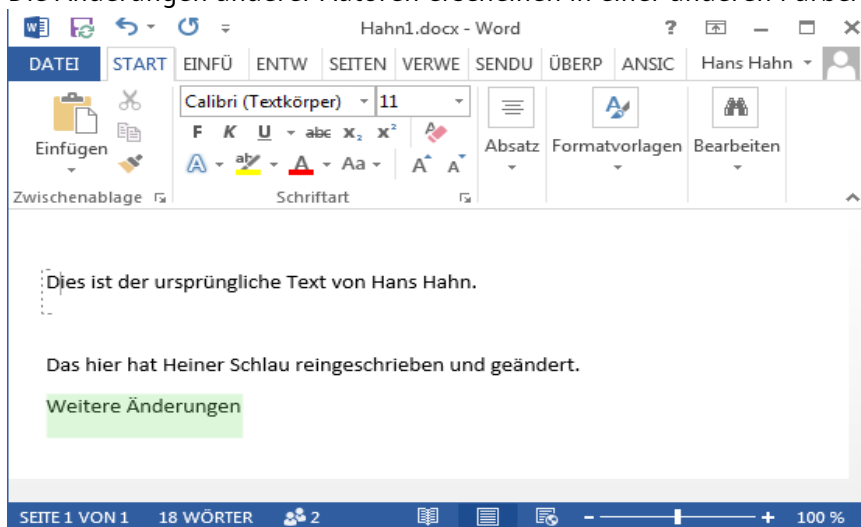 Die Änderungen anderer Autoren erscheinen in einer anderen Farbe.
Hahn1.docx - Word
DATEI START EINFÜ ENTW SEITEN VERWE SENDU ÜBERP ANSIC Hans Hahn
Calibri (Textkörper) 11
F K U abc X₂ X²
Einfügen Absatz Formatvorlagen Bearbeiten
A aby A Aa A A
Zwischenablage Schriftart
Dies ist der ursprüngliche Text von Hans Hahn.
Das hier hat Heiner Schlau reingeschrieben und geändert.
Weitere Änderungen
SEITE 1 VON 1 18 WÖRTER 2 100 %